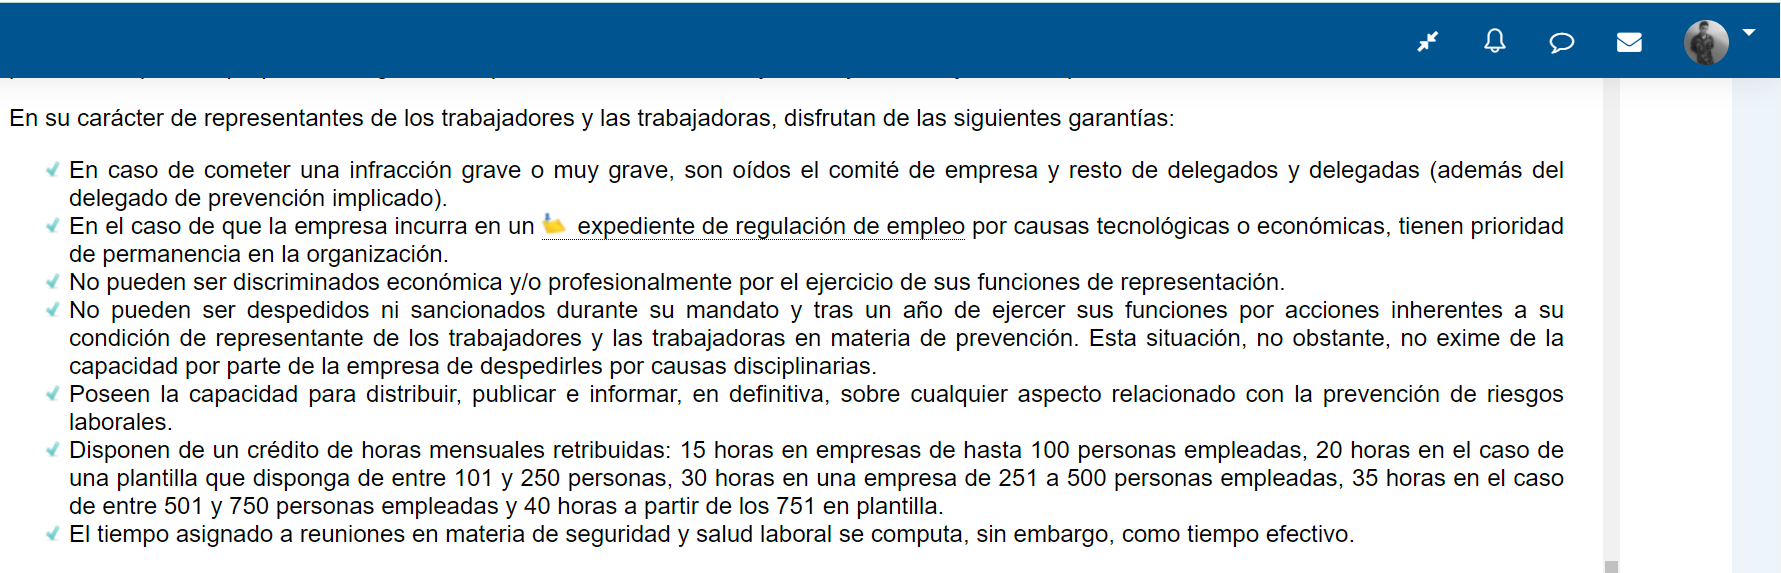 En su carácter de representantes de los trabajadores y las trabajadoras, disfrutan de las siguientes garantías:
En caso de cometer una infracción grave o muy grave, son oídos el comité de empresa y resto de delegados y delegadas (además del
delegado de prevención implicado).
En el caso de que la empresa incurra en un expediente de regulación de empleo por causas tecnológicas o económicas, tienen prioridad
de permanencia en la organización.
No pueden ser discriminados económica y/o profesionalmente por el ejercicio de sus funciones de representación.
No pueden ser despedidos ni sancionados durante su mandato y tras un año de ejercer sus funciones por acciones inherentes a su
condición de representante de los trabajadores y las trabajadoras en materia de prevención. Esta situación, no obstante, no exime de la
capacidad por parte de la empresa de despedirles por causas disciplinarias.
Poseen la capacidad para distribuir, publicar e informar, en definitiva, sobre cualquier aspecto relacionado con la prevención de riesgos
laborales.
Disponen de un crédito de horas mensuales retribuidas: 15 horas en empresas de hasta 100 personas empleadas, 20 horas en el caso de
una plantilla que disponga de entre 101 y 250 personas, 30 horas en una empresa de 251 a 500 personas empleadas, 35 horas en el caso
de entre 501 y 750 personas empleadas y 40 horas a partir de los 751 en plantilla.
El tiempo asignado a reuniones en materia de seguridad y salud laboral se computa, sin embargo, como tiempo efectivo.